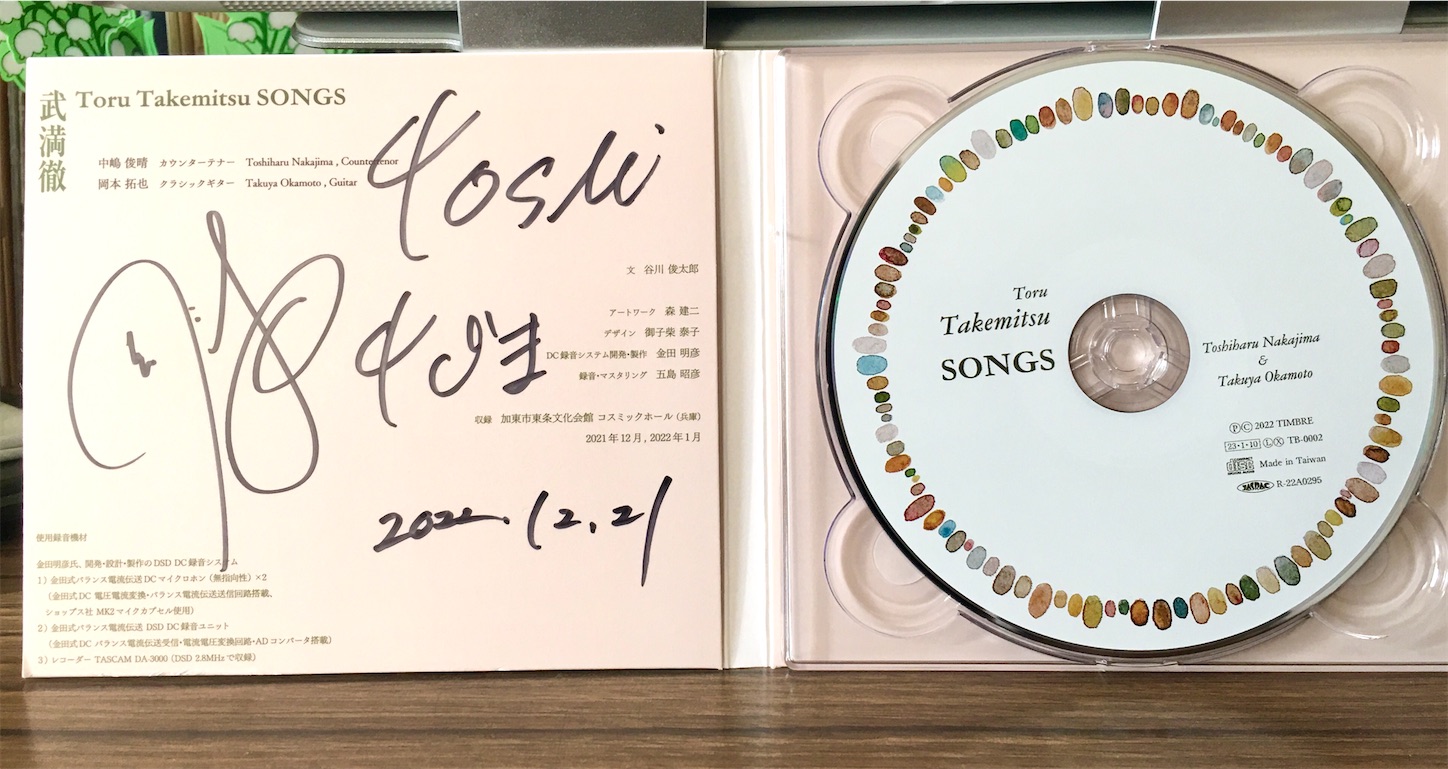 武満徹
Toru Takemitsu SONGS
中嶋 俊晴 カウンターテナー Toshiharu Nakajima , Countertenor
岡本 拓也 クラシックギター Takuya Okamoto , Guitar
Yoshi
文 谷川 俊太郎
アートワーク 森 建二
デザイン 御子柴 泰子
DC 録音システム開発・製作 金田 明彦
録音・マスタリング 五島 昭彦
収録 加東市東条文化会館 コスミックホール (兵庫)
2021 年 12 月 , 2022 年 1 月
2022. 12. 21
使用録音機材
金田明彦氏、開発・設計・製作の DSD DC 録音システム
1) 金田式バランス電流伝送 DC マイクロホン (無指向性) ×2
(金田式 DC 電圧電流変換・バランス電流伝送送信回路搭載、
ショップス社 MK2 マイクカプセル使用)
2) 金田式バランス電流伝送 DSD DC 録音ユニット
(金田式 DC バランス電流伝送受信・電流電圧変換回路・AD コンバータ搭載)
3) レコーダー TASCAM DA-3000 (DSD 2.8MHz で収録)
Toru
Takemitsu
SONGS
Toshiharu Nakajima
&
Takuya Okamoto
Ⓟ Ⓒ 2022 TIMBRE
23・1・10 Ⓛ Ⓧ TB-0002
COMPACT disc DIGITAL AUDIO Made in Taiwan
JASRAC R-22A0295